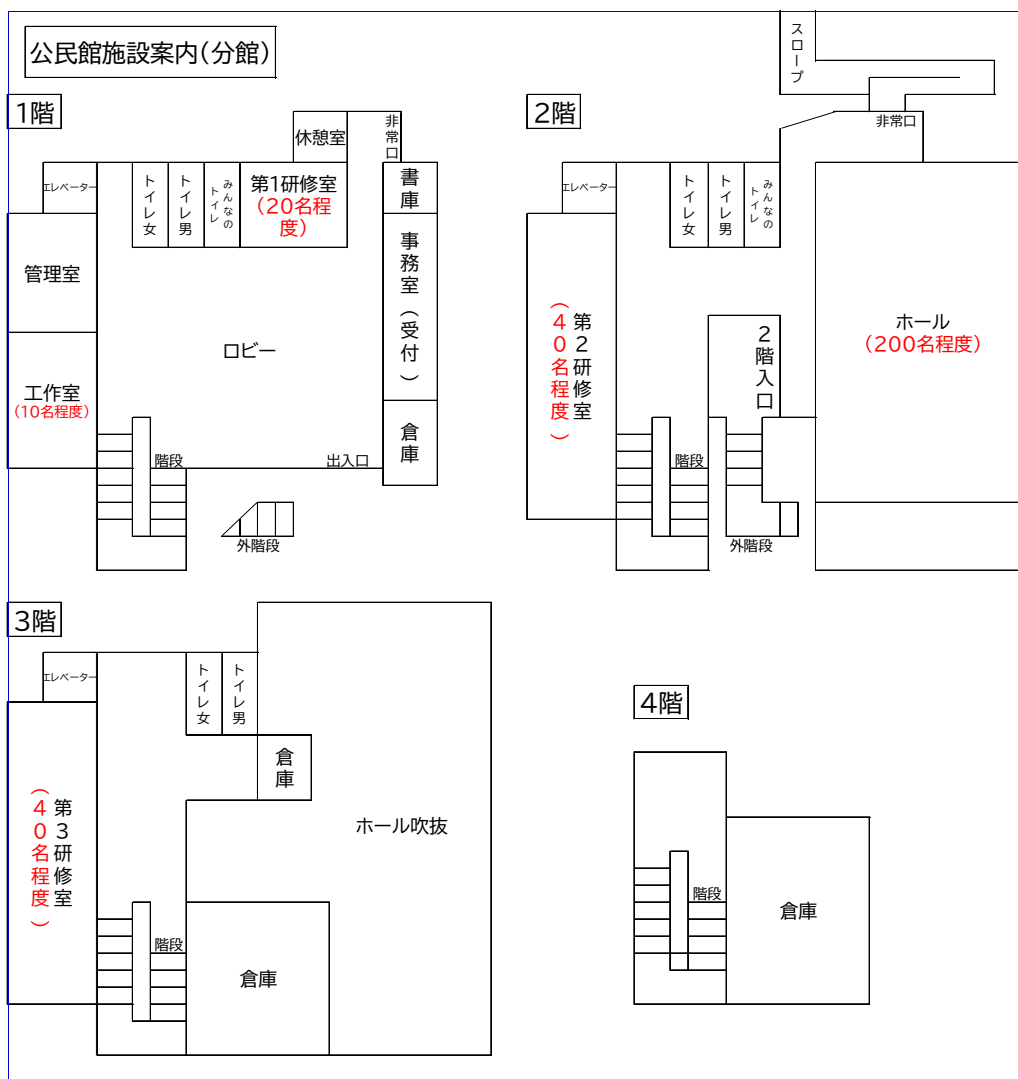 公民館施設案内(分館)
1階
休憩室
非常口
エレベーター
トイレ女
トイレ男
みんなの
トイレ
第1研修室
(20名程
度)
書庫
管理室
事務室(受付)
ロビー
工作室
(10名程度)
倉庫
階段
出入口
外階段
2階
スロープ
非常口
エレベーター
トイレ女
トイレ男
みんなの
トイレ
第2研修室
(40名程度)
2階入口
ホール
(200名程度)
階段
外階段
3階
エレベーター
トイレ女
トイレ男
倉庫
第3研修室
(40名程度)
ホール吹抜
階段
倉庫
4階
階段
倉庫